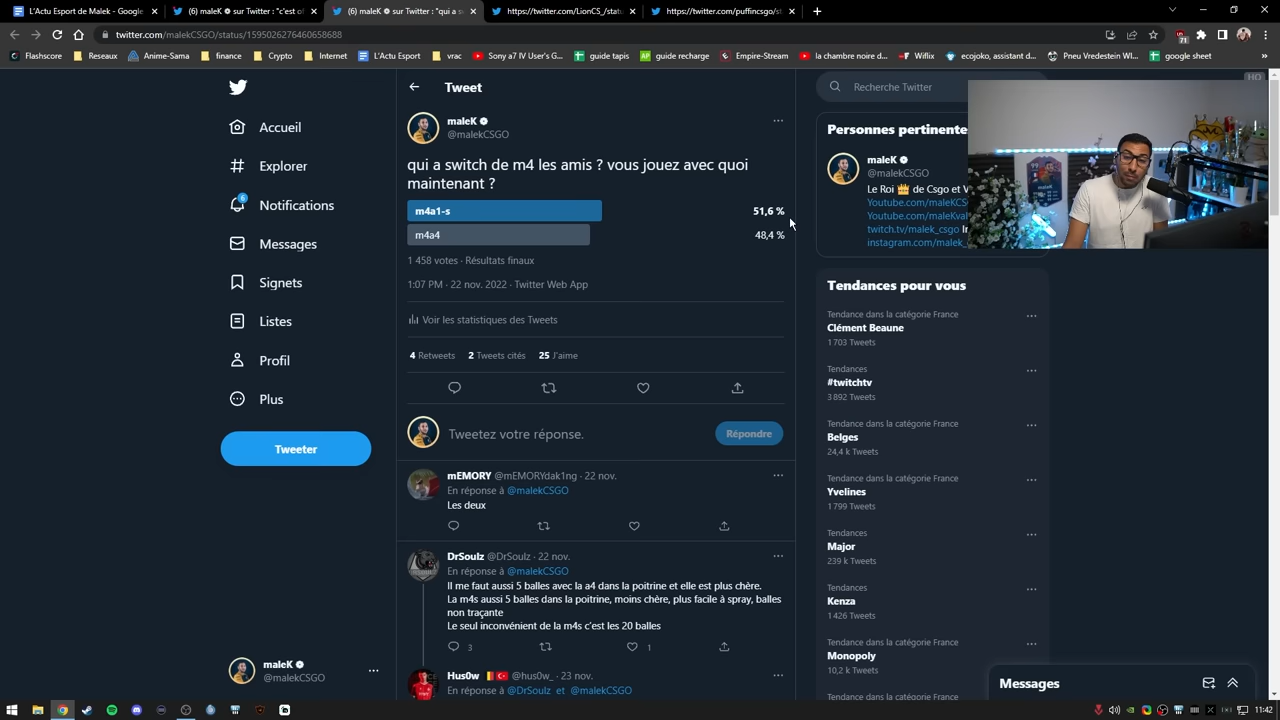 L'Actu Esport de Malek - Google
(6) maleK sur Twitter : "c'est o
(6) maleK sur Twitter : "qui a s
https://twitter.com/LionCS_/statu
https://twitter.com/puffincsgo/st
twitter.com/malekCSGO/status/1595026276460658688
Flashscore
Réseau
Anime-Sama
Crypto
Internet
L'Actu Esport
vrac
Sony a7 IV User's G...
guide tapis
guide recharge
Empire-Stream
la chambre noire d...
Wiflix
ecojoko, assistant d...
Pneu Vredestein Wi...
google sheet
Accueil
Explorer
6
Notifications
Messages
Signets
Listes
Profil
Plus
Tweeter
maleK
@malekCSGO
Tweet
maleK
@malekCSGO
qui a switch de m4 les amis ? vous jouez avec quoi
maintenant ?
m4a1-s 51,6 %
m4a4 48,4 %
1 458 votes · Résultats finaux
1:07 PM · 22 nov. 2022 · Twitter Web App
Voir les statistiques des Tweets
4 Retweets 2 Tweets cités 25 J'aime
Tweetez votre réponse.
Répondre
mEMORY @mEMORYdak1ng · 22 nov.
En réponse à @malekCSGO
Les deux
DrSoulz @DrSoulz · 22 nov.
En réponse à @malekCSGO
Il me faut aussi 5 balles avec la a4 dans la poitrine et elle est plus chère.
La m4s aussi 5 balles dans la poitrine, moins chère, plus facile à spray, balles
non traçante
Le seul inconvénient de la m4s c'est les 20 balles
3 1
Hus0w @hus0w_ · 23 nov.
En réponse à @DrSoulz et @malekCSGO
Recherche Twitter
HQ
Personnes pertinente
maleK
@malekCSGO
Le Roi de Csgo et V
Youtube.com/maleKCS
Youtube.com/maleKval
twitch.tv/malek_csgo In
instagram.com/malek_
Tendances pour vous
Tendance dans la catégorie France
Clément Beaune
1 703 Tweets
Tendances
#twitchtv
3 892 Tweets
Tendance dans la catégorie France
Belges
24,4 k Tweets
Tendance dans la catégorie France
Yvelines
1 799 Tweets
Tendances
Major
239 k Tweets
Tendances
Kenza
1 426 Tweets
Tendance dans la catégorie France
Monopoly
10,2 k Tweets
Tendance dans la catégorie France
Messages
11:42